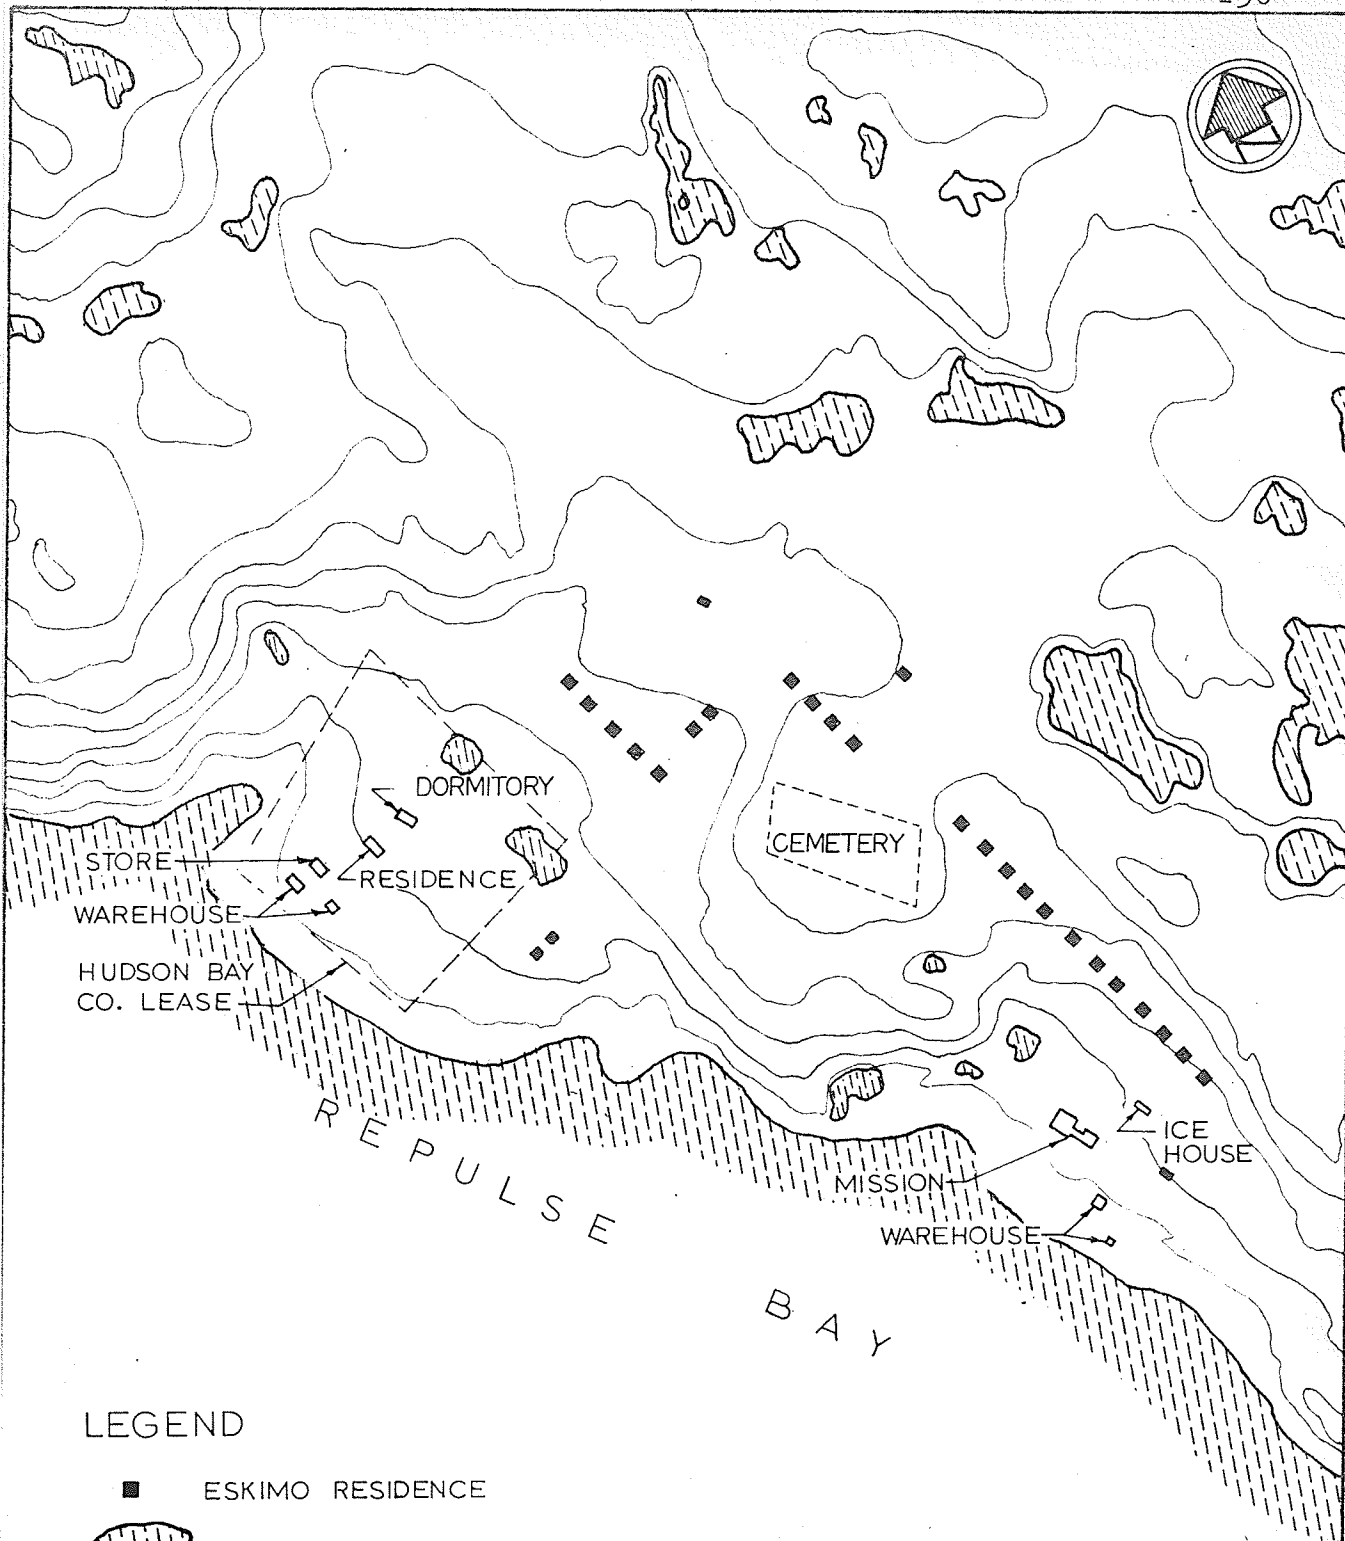 DORMITORY
STORE
RESIDENCE
WAREHOUSE
HUDSON BAY
CO. LEASE
CEMETERY
ICE
HOUSE
MISSION
WAREHOUSE
REPULSE
BAY
LEGEND
ESKIMO RESIDENCE